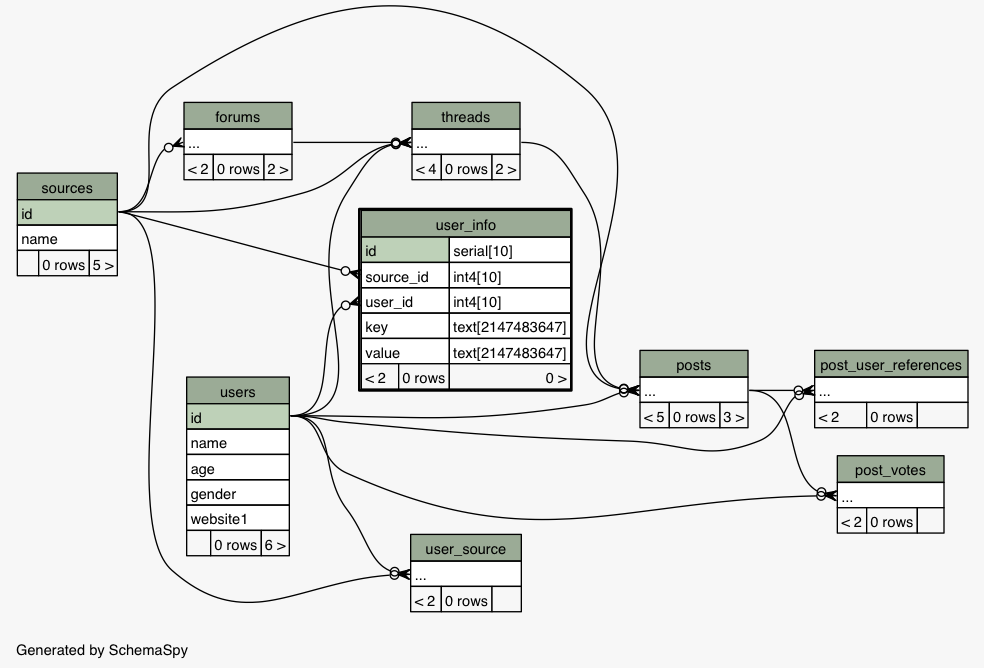 forums
...
< 2 0 rows 2 >
threads
...
< 4 0 rows 2 >
sources
id
name
0 rows 5 >
user_info
id serial[10]
source_id int4[10]
user_id int4[10]
key text[2147483647]
value text[2147483647]
< 2 0 rows 0 >
users
id
name
age
gender
website1
0 rows 6 >
posts
...
< 5 0 rows 3 >
post_user_references
...
< 2 0 rows
post_votes
...
< 2 0 rows
user_source
...
< 2 0 rows
Generated by SchemaSpy